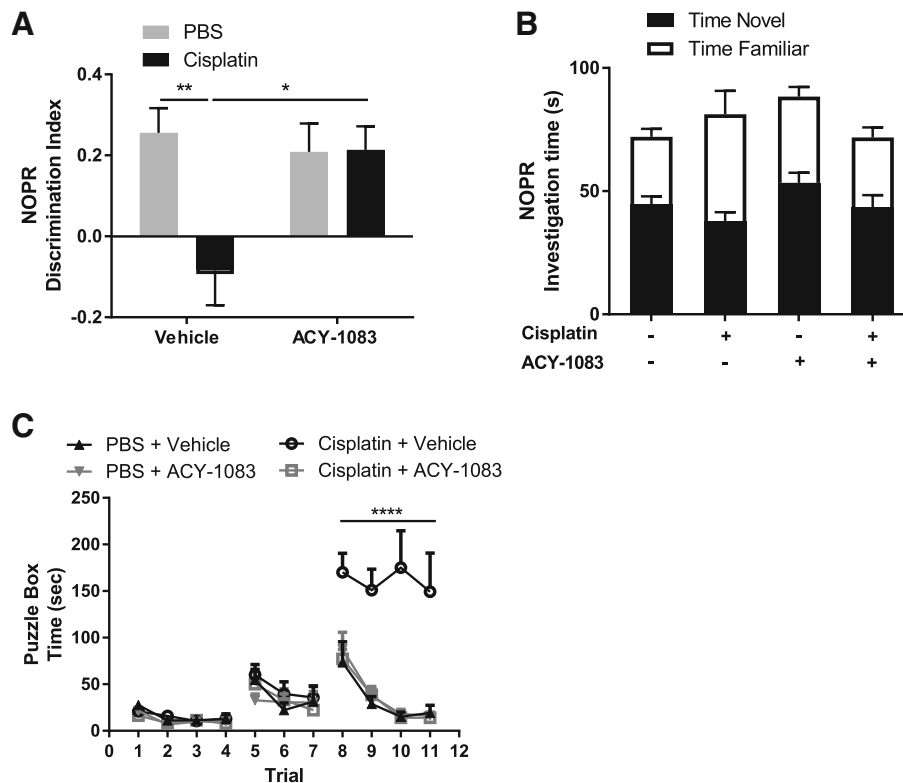 A
PBS
Cisplatin
NOPR
Discrimination Index
0.4
0.2
0.0
-0.2
**
*
Vehicle
ACY-1083
B
Time Novel
Time Familiar
NOPR
Investigation time (s)
100
50
0
Cisplatin - + - +
ACY-1083 - - + +
C
PBS + Vehicle
Cisplatin + Vehicle
PBS + ACY-1083
Cisplatin + ACY-1083
Puzzle Box
Time (sec)
250
200
150
100
50
0
****
0 1 2 3 4 5 6 7 8 9 10 11 12
Trial